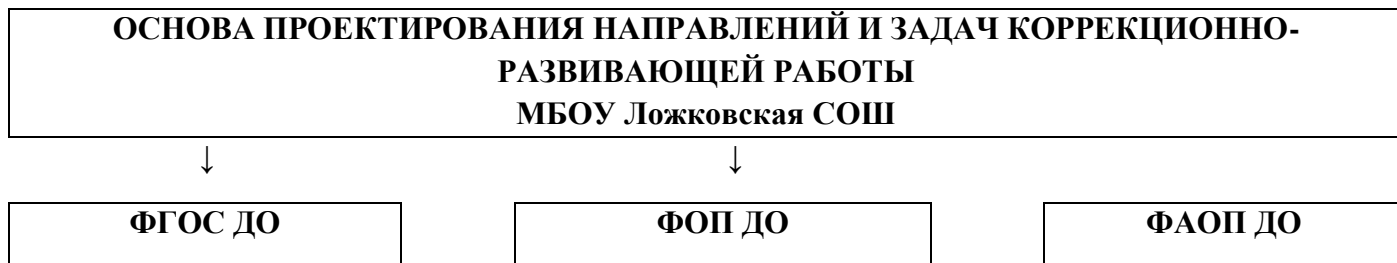 ОСНОВА ПРОЕКТИРОВАНИЯ НАПРАВЛЕНИЙ И ЗАДАЧ КОРРЕКЦИОННО-
РАЗВИВАЮЩЕЙ РАБОТЫ
МБОУ Ложковская СОШ
↓ ↓
ФГОС ДО ФОП ДО ФАОП ДО